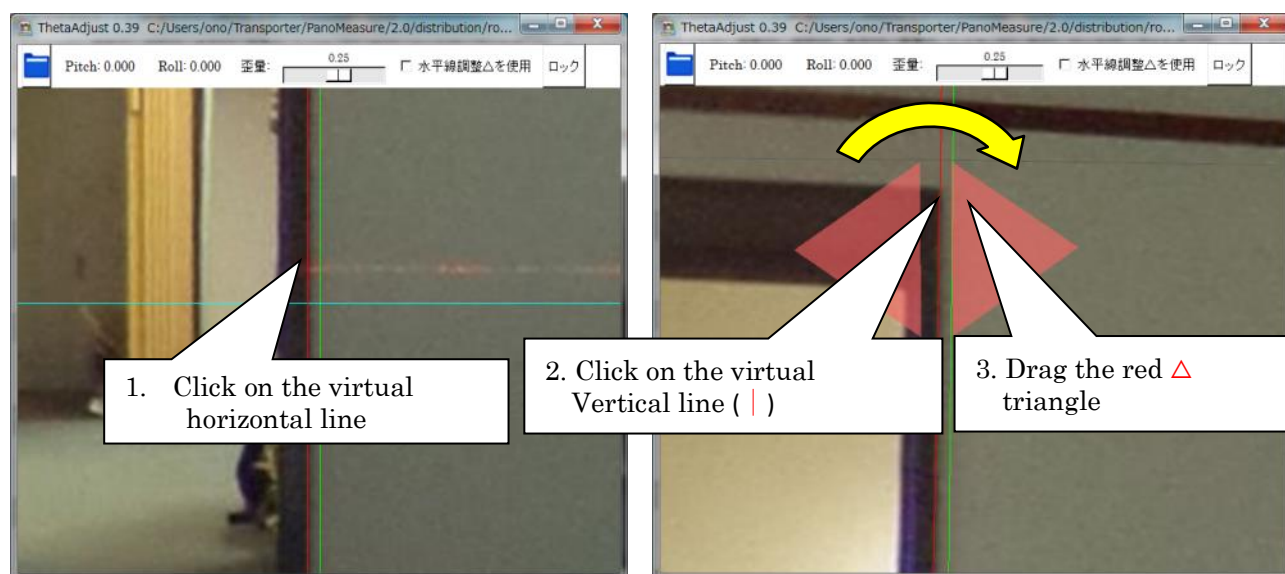 ThetaAdjust 0.39 C:/Users/ono/Transporter/PanoMeasure/2.0/distribution/ro...
Pitch: 0.000 Roll: 0.000 歪量: 0.25 水平線調整△を使用 ロック
1. Click on the virtual
horizontal line
ThetaAdjust 0.39 C:/Users/ono/Transporter/PanoMeasure/2.0/distribution/ro...
Pitch: 0.000 Roll: 0.000 歪量: 0.25 水平線調整△を使用 ロック
2. Click on the virtual
Vertical line (｜)
3. Drag the red △
triangle